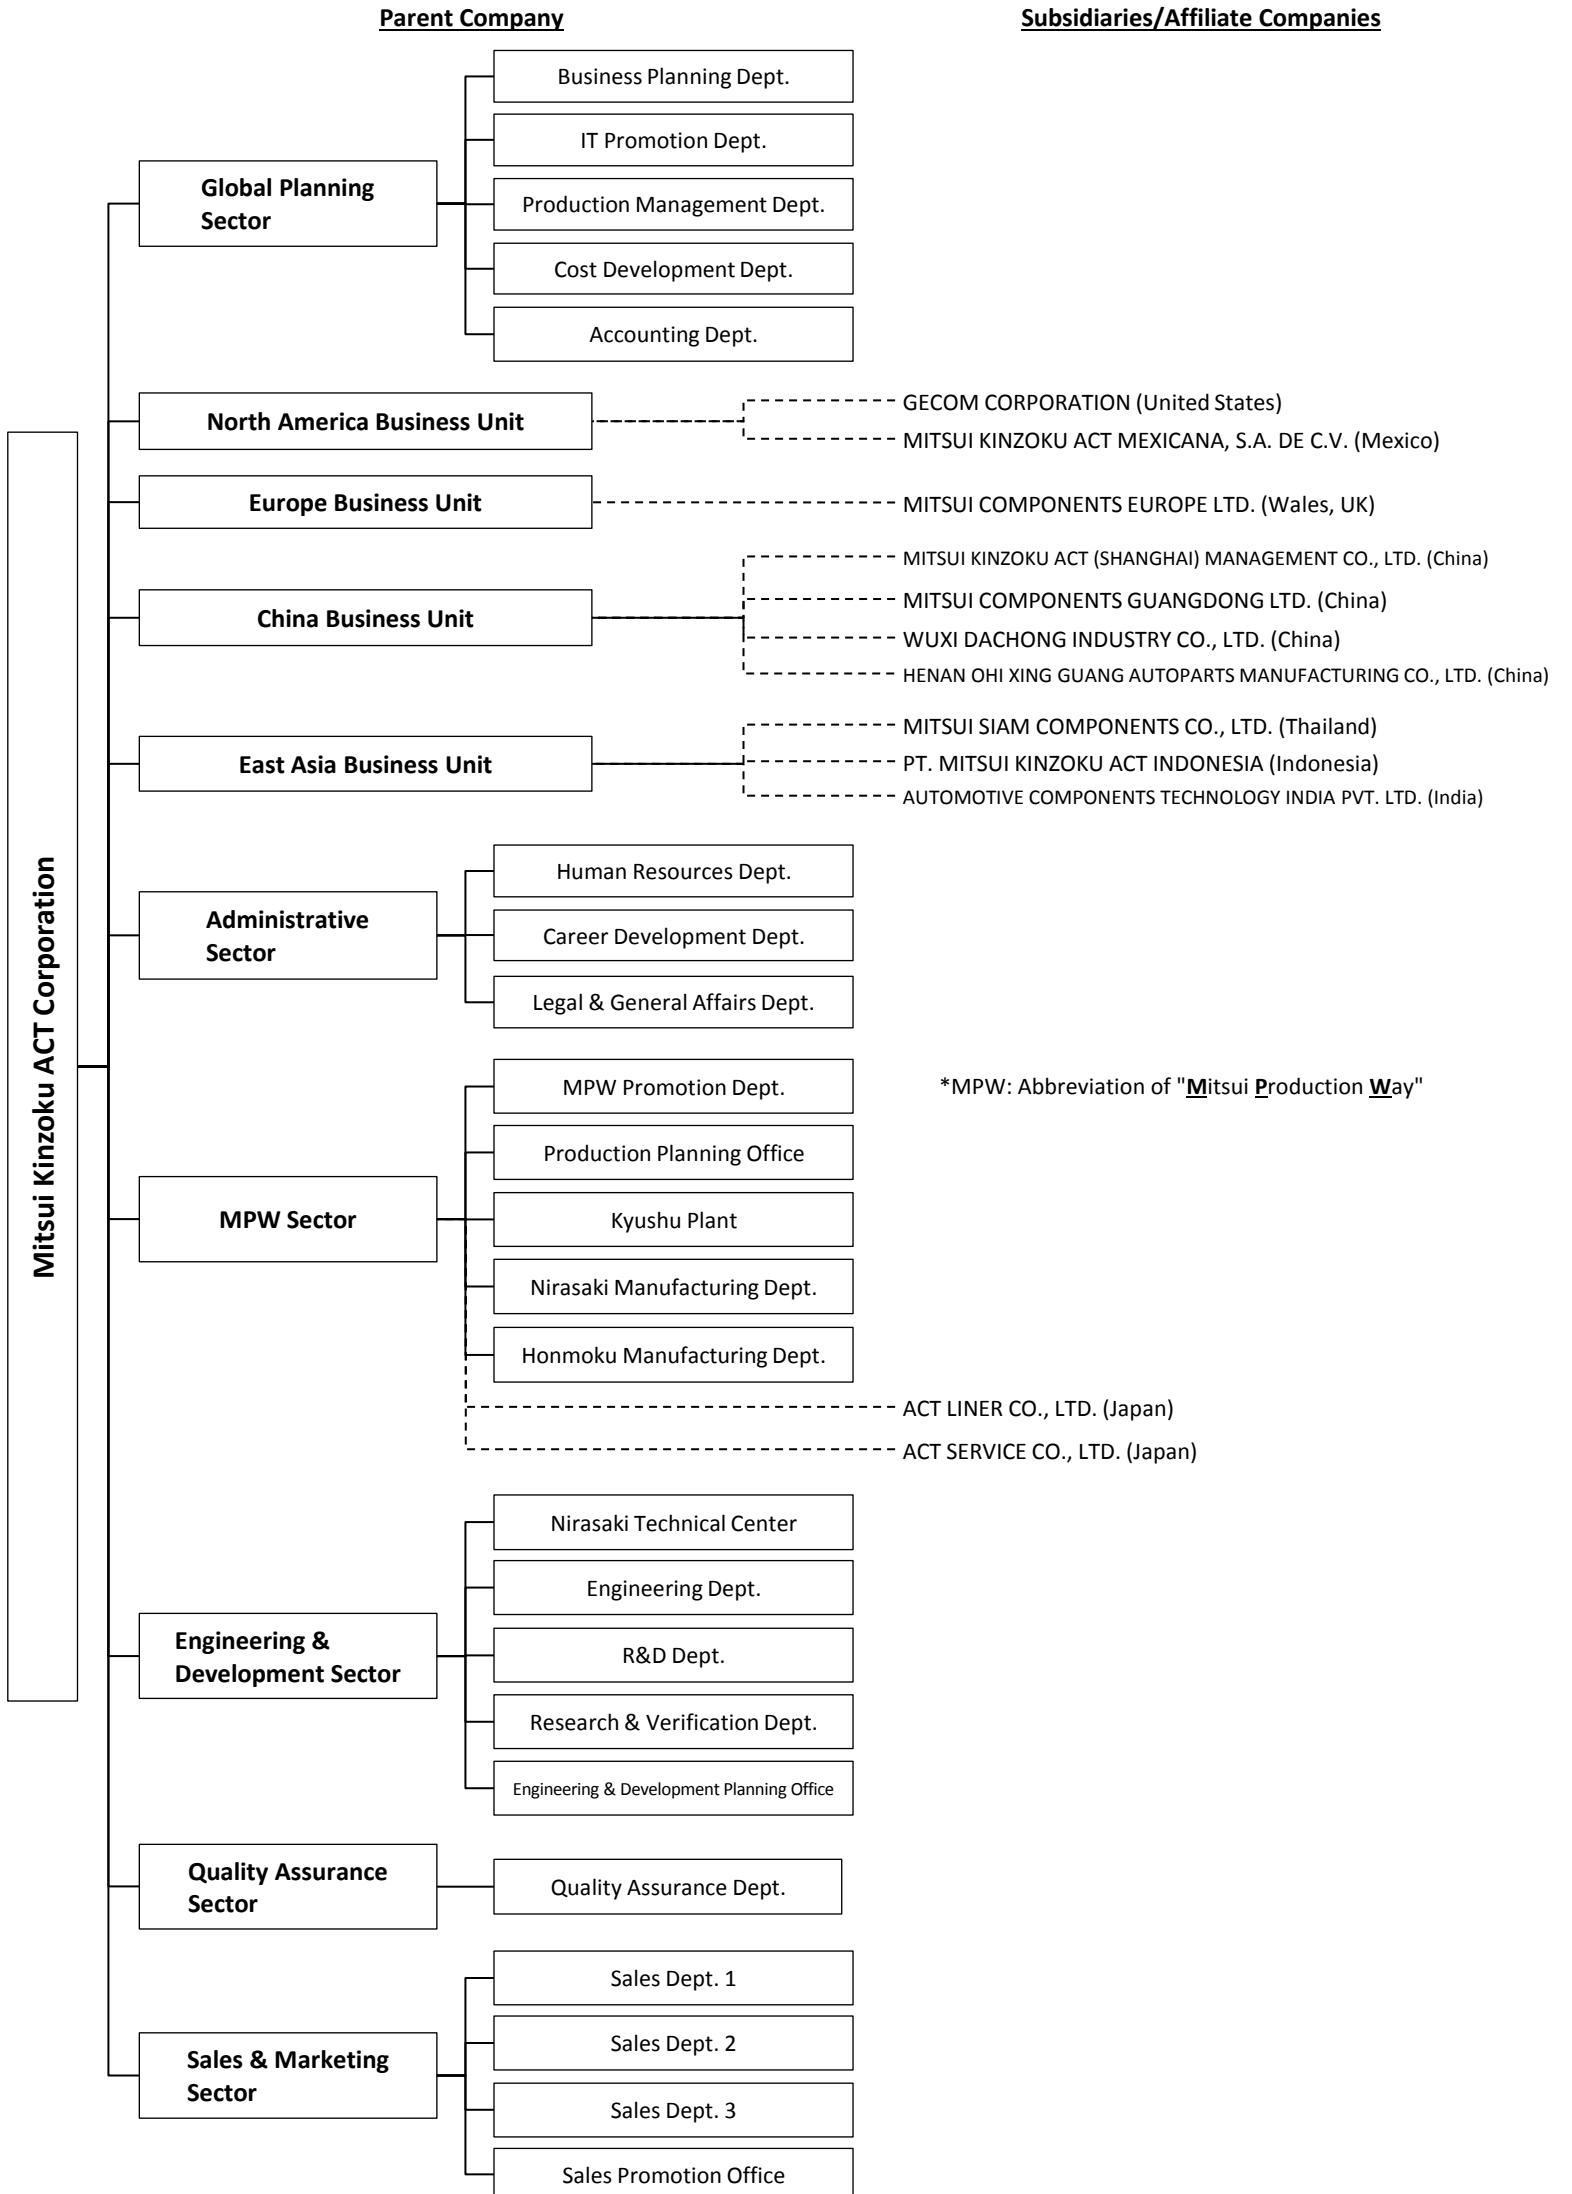 Parent Company
Subsidiaries/Affiliate Companies
Mitsui Kinzoku ACT Corporation
Global Planning
Sector
Business Planning Dept.
IT Promotion Dept.
Production Management Dept.
Cost Development Dept.
Accounting Dept.
North America Business Unit
GECOM CORPORATION (United States)
MITSUI KINZOKU ACT MEXICANA, S.A. DE C.V. (Mexico)
Europe Business Unit
MITSUI COMPONENTS EUROPE LTD. (Wales, UK)
China Business Unit
MITSUI KINZOKU ACT (SHANGHAI) MANAGEMENT CO., LTD. (China)
MITSUI COMPONENTS GUANGDONG LTD. (China)
WUXI DACHONG INDUSTRY CO., LTD. (China)
HENAN OHI XING GUANG AUTOPARTS MANUFACTURING CO., LTD. (China)
East Asia Business Unit
MITSUI SIAM COMPONENTS CO., LTD. (Thailand)
PT. MITSUI KINZOKU ACT INDONESIA (Indonesia)
AUTOMOTIVE COMPONENTS TECHNOLOGY INDIA PVT. LTD. (India)
Administrative
Sector
Human Resources Dept.
Career Development Dept.
Legal & General Affairs Dept.
MPW Sector
MPW Promotion Dept.
*MPW: Abbreviation of "Mitsui Production Way"
Production Planning Office
Kyushu Plant
Nirasaki Manufacturing Dept.
Honmoku Manufacturing Dept.
ACT LINER CO., LTD. (Japan)
ACT SERVICE CO., LTD. (Japan)
Engineering &
Development Sector
Nirasaki Technical Center
Engineering Dept.
R&D Dept.
Research & Verification Dept.
Engineering & Development Planning Office
Quality Assurance
Sector
Quality Assurance Dept.
Sales & Marketing
Sector
Sales Dept. 1
Sales Dept. 2
Sales Dept. 3
Sales Promotion Office